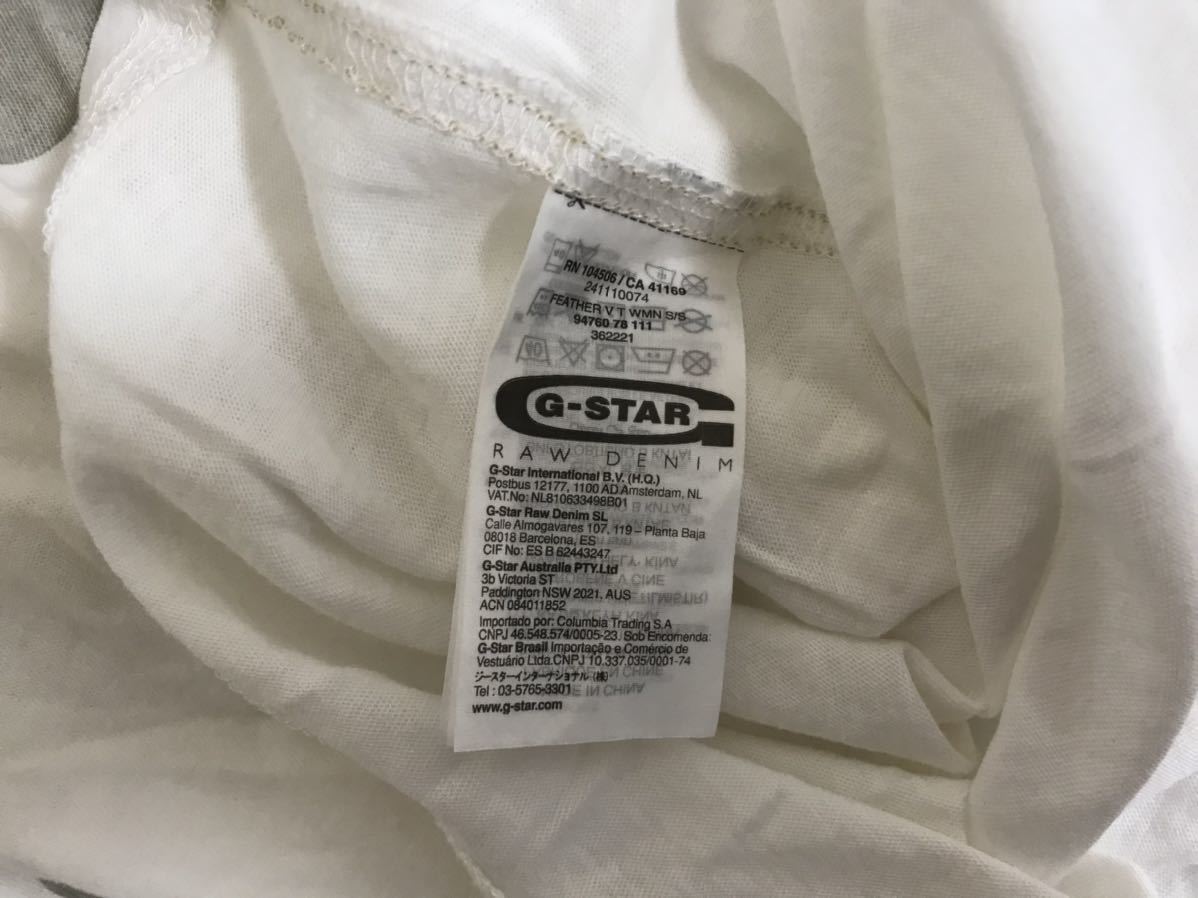 RN 104506 / CA 41169
241110074
FEATHER V T WMN S/S
94760 78 111
362221
40
G-STAR
RAW DENIM
G-Star International B.V. (H.Q.)
Postbus 12177, 1100 AD Amsterdam, NL
VAT.No: NL810633498B01
G-Star Raw Denim SL
Calle Almogavares 107, 119 – Planta Baja
08018 Barcelona, ES
CIF No: ES B 62443247
G-Star Australia PTY.Ltd
3b Victoria ST
Paddington NSW 2021, AUS
ACN 084011852
Importado por: Columbia Trading S.A
CNPJ 46.548.574/0005-23. Sob Encomenda:
G-Star Brasil Importação e Comércio de
Vestuário Ltda.CNPJ 10.337.035/0001-74
ジースターインターナショナル (株)
Tel : 03-5765-3301
www.g-star.com
MADE IN CHINA